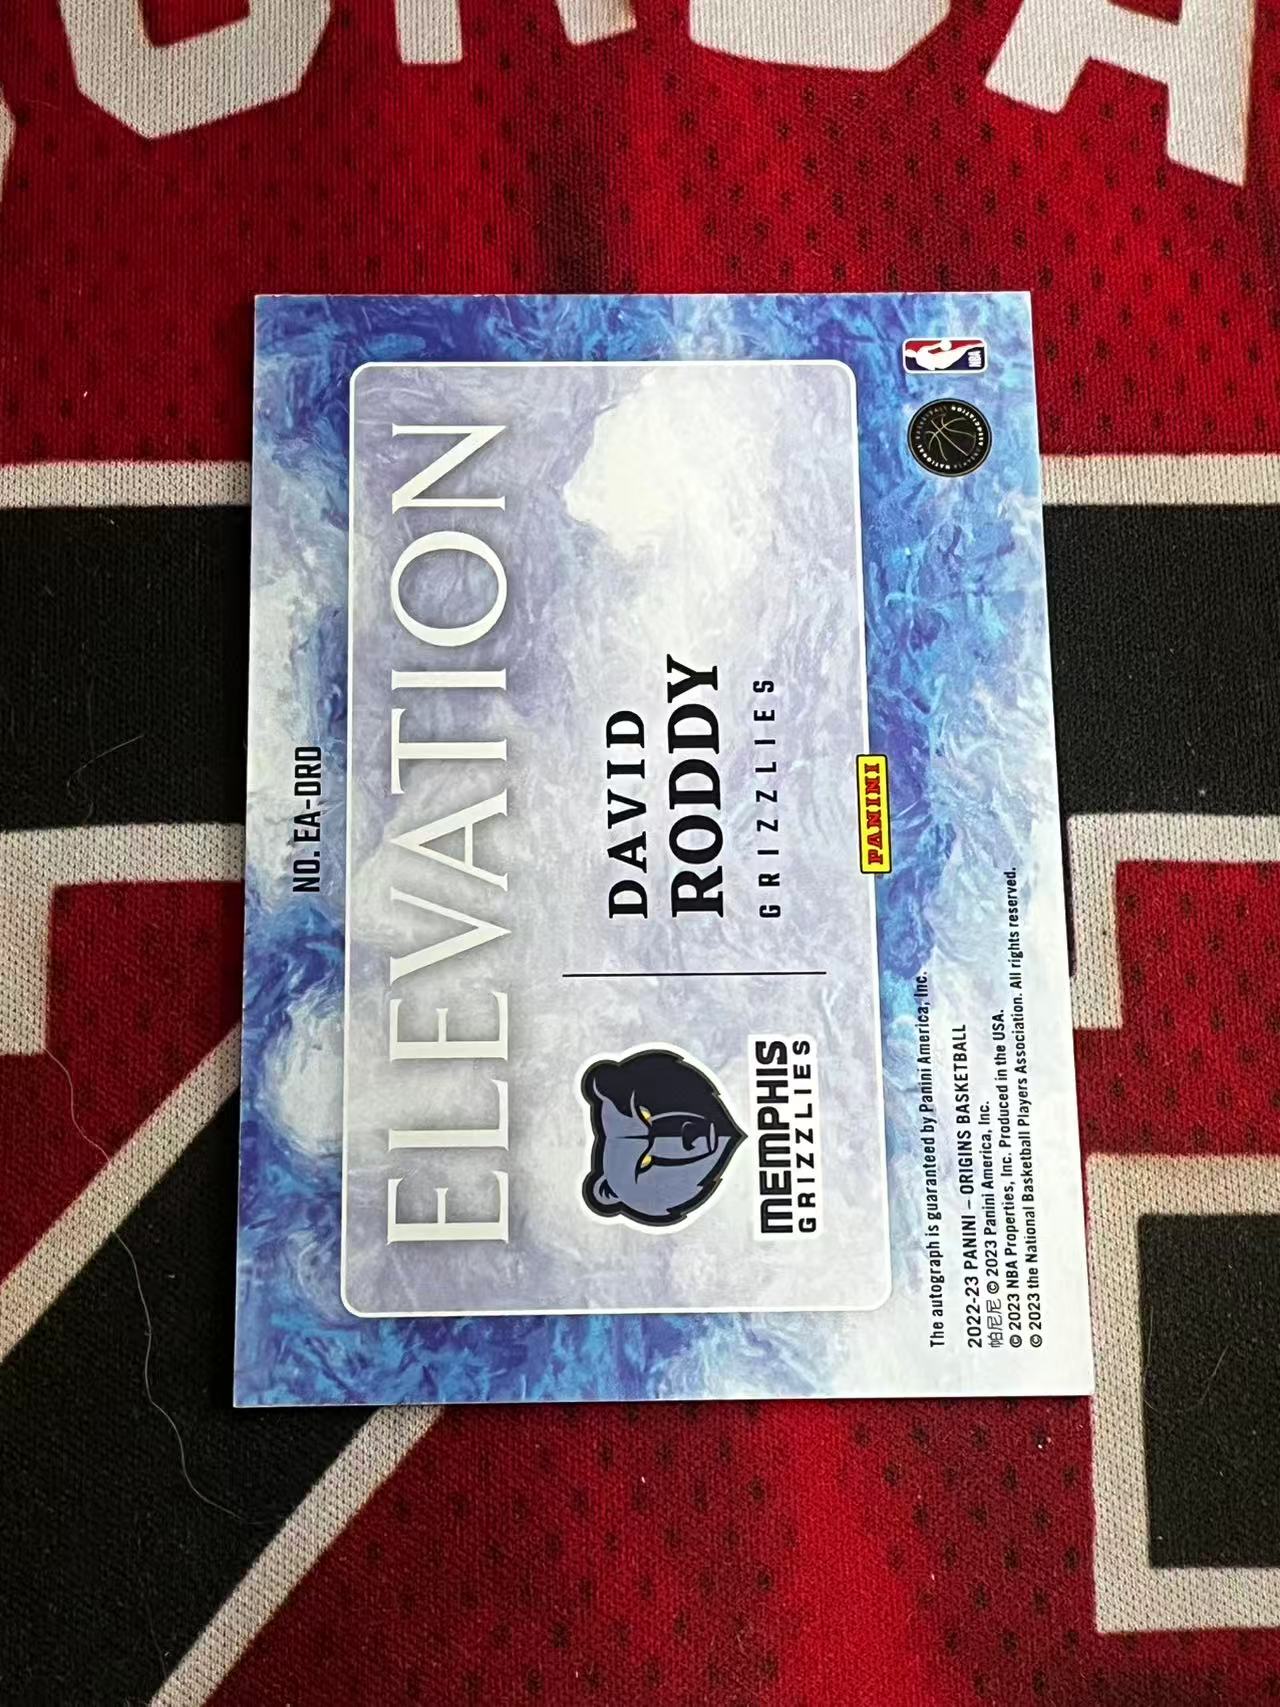 NO. EA-DRD
ELEVATION
DAVID
RODDY
GRIZZLIES
MEMPHIS
GRIZZLIES
PANINI
NBA
The autograph is guaranteed by Panini America, Inc.
2022-23 PANINI – ORIGINS BASKETBALL
帕尼尼 © 2023 Panini America, Inc.
© 2023 NBA Properties, Inc. Produced in the USA.
© 2023 the National Basketball Players Association. All rights reserved.